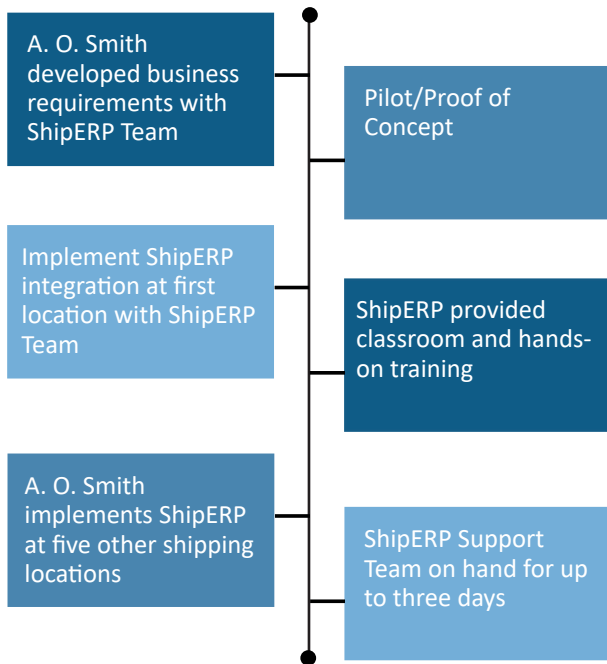 A. O. Smith
developed business
requirements with
ShipERP Team
Pilot/Proof of
Concept
Implement ShipERP
integration at first
location with ShipERP
Team
ShipERP provided
classroom and hands-
on training
A. O. Smith
implements ShipERP
at five other shipping
locations
ShipERP Support
Team on hand for up
to three days